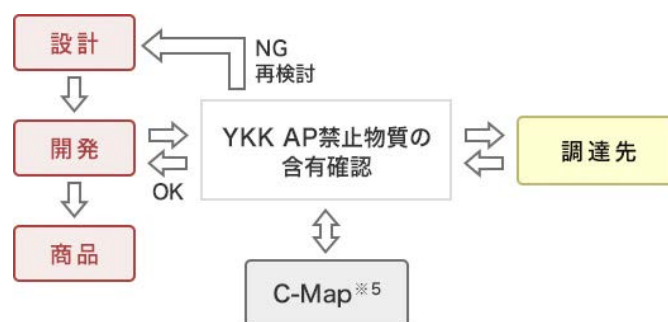 設計
NG
再検討
開発
OK
YKK AP禁止物質の
含有確認
調達先
商品
C-Map※5